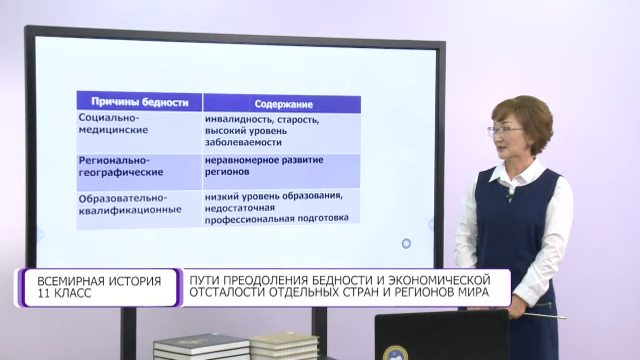 Причины бедности
Содержание
Социально-
медицинские
инвалидность, старость,
высокий уровень
заболеваемости
Регионально-
географические
неравномерное развитие
регионов
Образовательно-
квалификационные
низкий уровень образования,
недостаточная
профессиональная подготовка
ВСЕМИРНАЯ ИСТОРИЯ
11 КЛАСС
ПУТИ ПРЕОДОЛЕНИЯ БЕДНОСТИ И ЭКОНОМИЧЕСКОЙ
ОТСТАЛОСТИ ОТДЕЛЬНЫХ СТРАН И РЕГИОНОВ МИРА